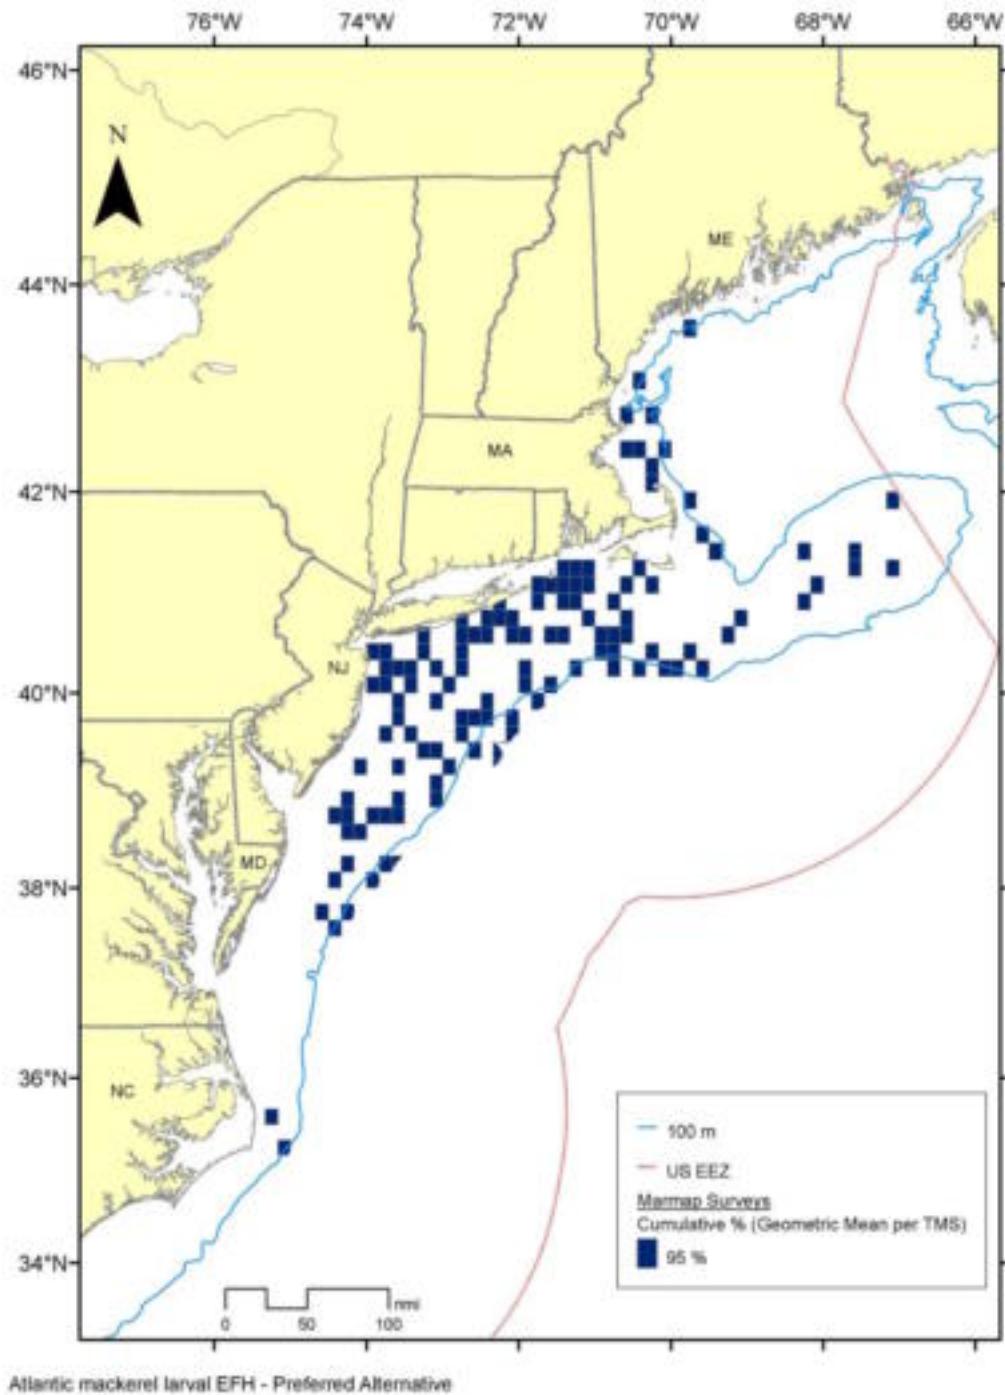 76°W 74°W 72°W 70°W 68°W 66°W
46°N
N
ME
44°N
MA
42°N
NJ
40°N
MD
38°N
36°N
NC
100 m
US EEZ
Marmap Surveys
Cumulative % (Geometric Mean per TMS)
95 %
34°N
nmi
0 50 100
Atlantic mackerel larval EFH - Preferred Alternative